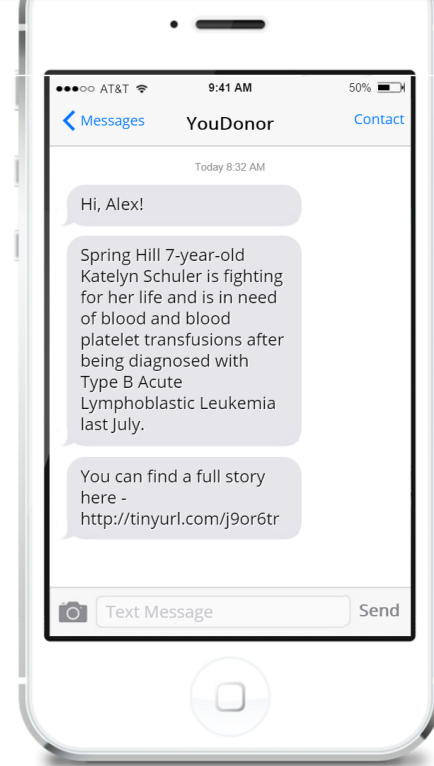 AT&T 9:41 AM 50%
Messages YouDonor Contact
Today 8:32 AM
Hi, Alex!
Spring Hill 7-year-old
Katelyn Schuler is fighting
for her life and is in need
of blood and blood
platelet transfusions after
being diagnosed with
Type B Acute
Lymphoblastic Leukemia
last July.
You can find a full story
here -
http://tinyurl.com/j9or6tr
Text Message Send